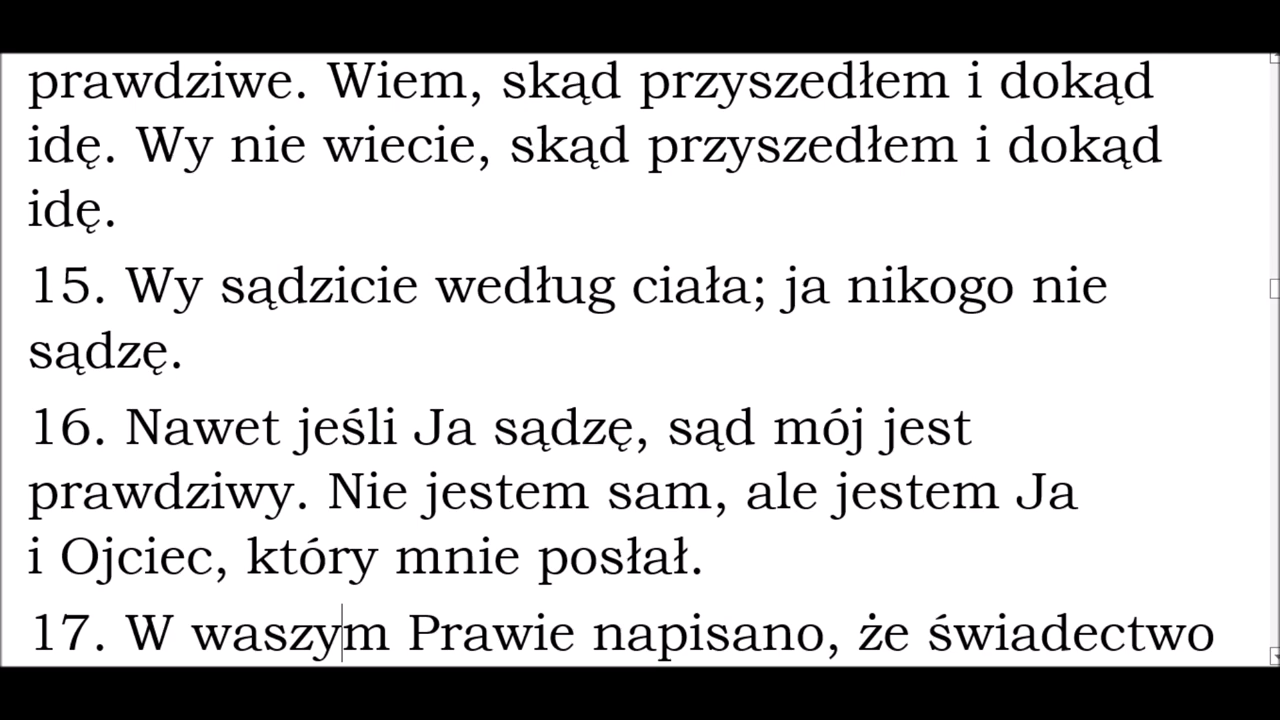 prawdziwe. Wiem, skąd przyszedłem i dokąd
idę. Wy nie wiecie, skąd przyszedłem i dokąd
idę.
15. Wy sądzicie według ciała; ja nikogo nie
sądzę.
16. Nawet jeśli Ja sądzę, sąd mój jest
prawdziwy. Nie jestem sam, ale jestem Ja
i Ojciec, który mnie posłał.
17. W waszym Prawie napisano, że świadectwo